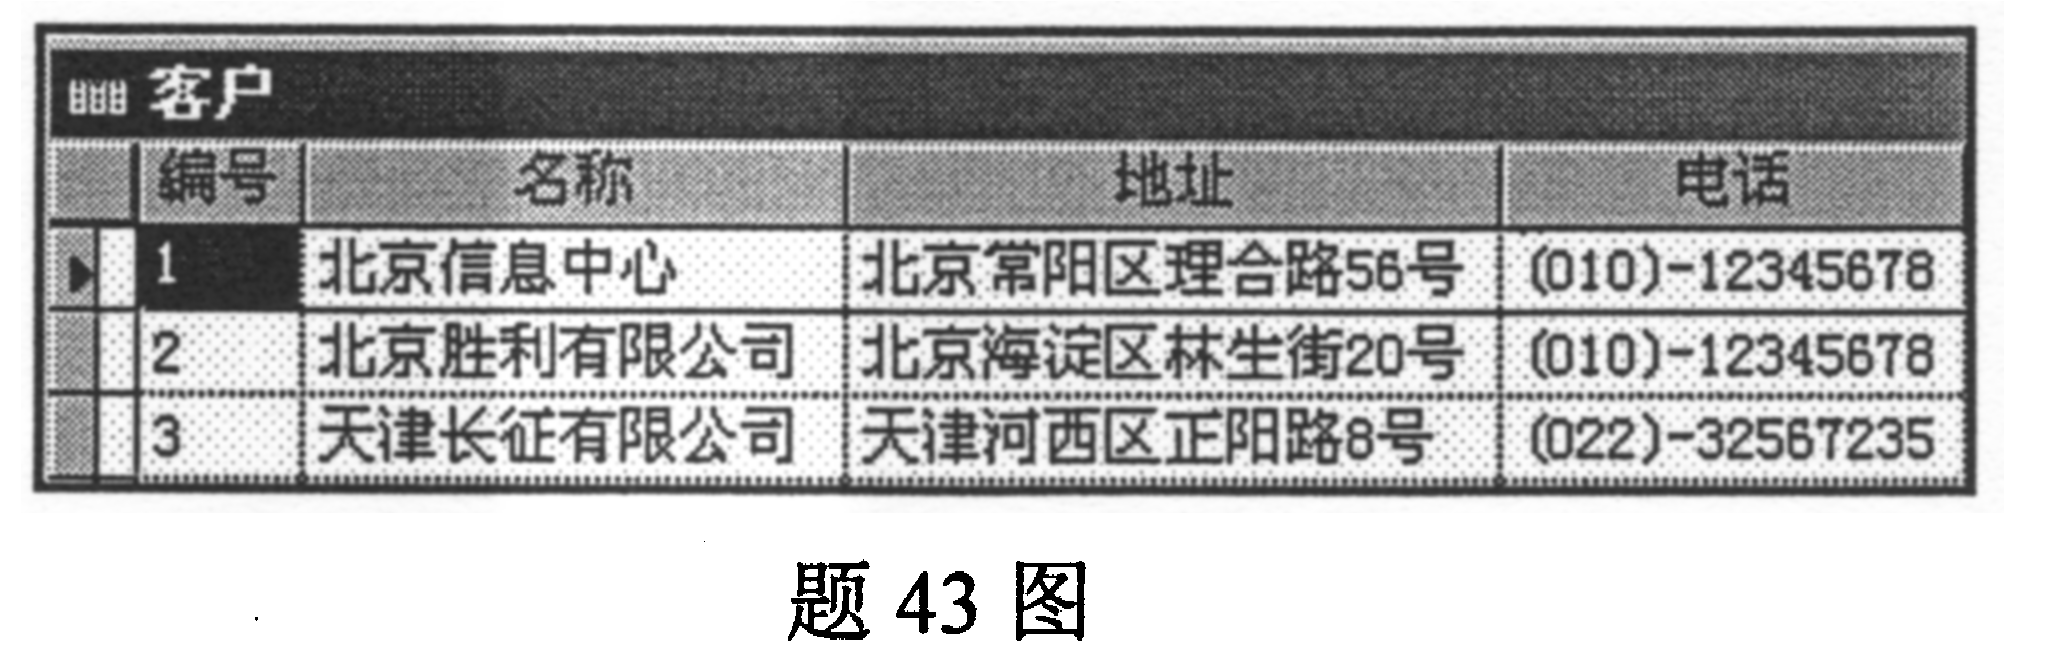 客户
编号 名称 地址 电话
1 北京信息中心 北京常阳区理合路56号 (010)-12345678
2 北京胜利有限公司 北京海淀区林生街20号 (010)-12345678
3 天津长征有限公司 天津河西区正阳路8号 (022)-32567235
题 43 图